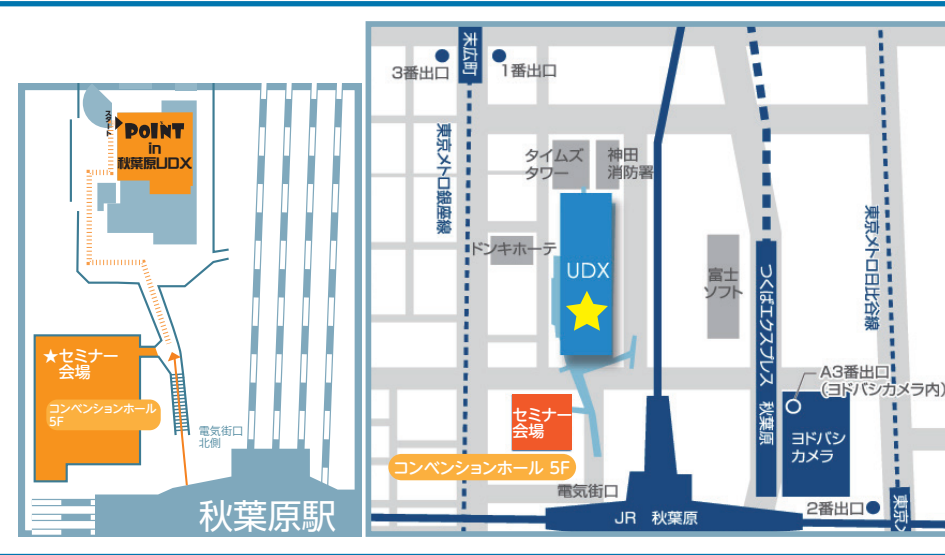 スタート
POINT
in
秋葉原UDX
★セミナー
会場
コンベンションホール
5F
電気街口
北側
秋葉原駅
末広町
3番出口
1番出口
東京メトロ銀座線
タイムズ
タワー
神田
消防署
ドンキホーテ
UDX
富士
ソフト
つくばエクスプレス 秋葉原
東京メトロ日比谷線
A3番出口
(ヨドバシカメラ内)
ヨドバシ
カメラ
セミナー
会場
コンベンションホール 5F
電気街口
JR 秋葉原
2番出口
東京メ